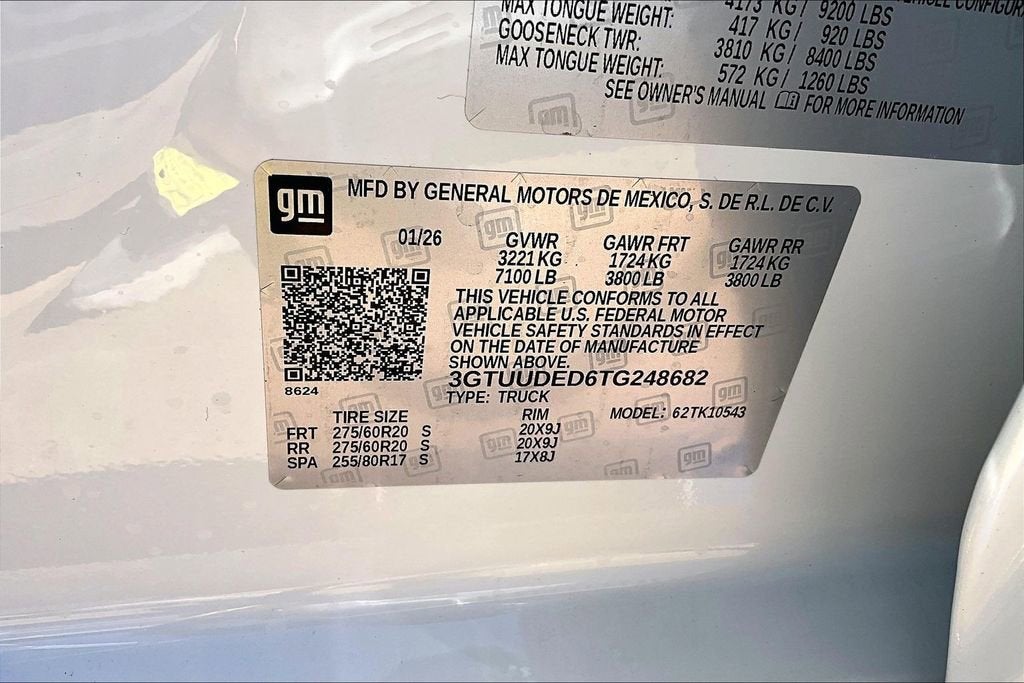 VEHICLE CONFIGURA
MAX TONGUE WEIGHT: 4173 KG / 9200 LBS
GOOSENECK TWR: 417 KG / 920 LBS
MAX TONGUE WEIGHT: 3810 KG / 8400 LBS
572 KG / 1260 LBS
SEE OWNER'S MANUAL FOR MORE INFORMATION
gm MFD BY GENERAL MOTORS DE MEXICO, S. DE R.L. DE C.V.
01/26 GVWR GAWR FRT GAWR RR
3221 KG 1724 KG 1724 KG
7100 LB 3800 LB 3800 LB
THIS VEHICLE CONFORMS TO ALL
APPLICABLE U.S. FEDERAL MOTOR
VEHICLE SAFETY STANDARDS IN EFFECT
ON THE DATE OF MANUFACTURE
SHOWN ABOVE.
8624 3GTUUDED6TG248682
TYPE: TRUCK
TIRE SIZE RIM MODEL: 62TK10543
FRT 275/60R20 S 20X9J
RR 275/60R20 S 20X9J
SPA 255/80R17 S 17X8J